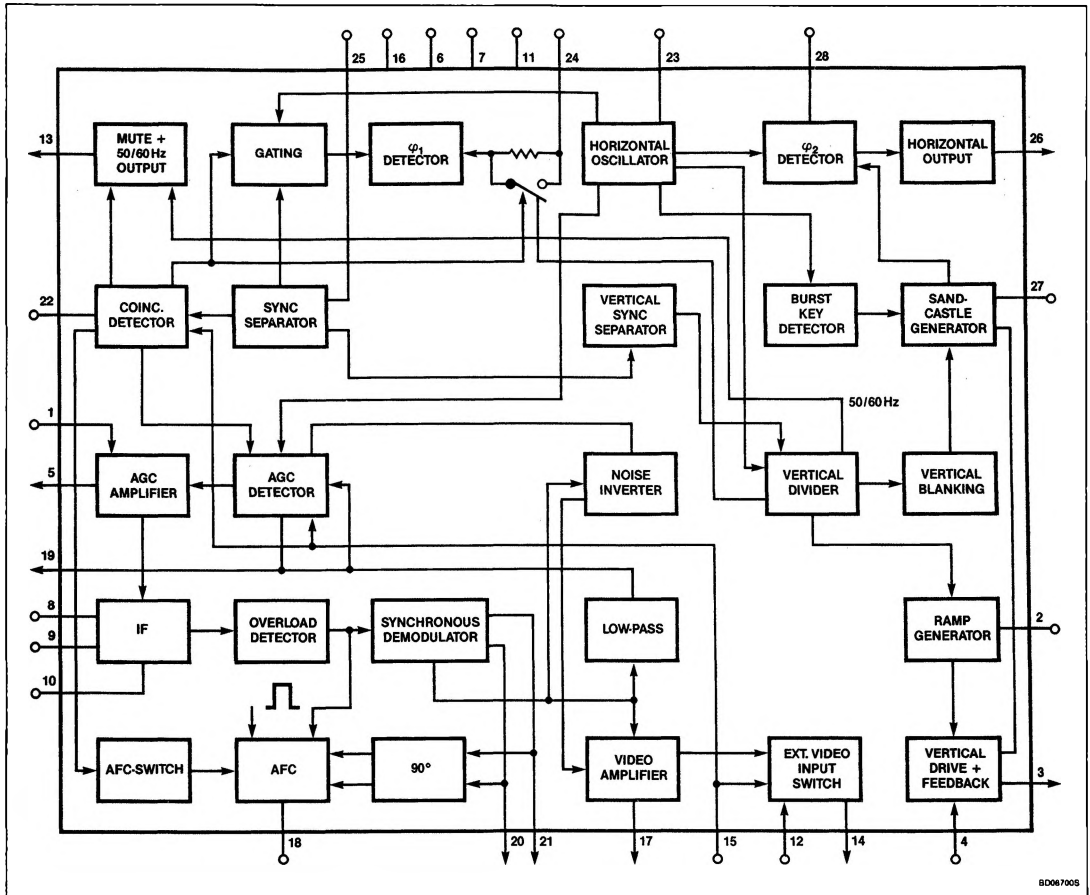 25
16
6
7
11
24
23
28
13
MUTE +
50/60Hz
OUTPUT
GATING
φ1
DETECTOR
HORIZONTAL
OSCILLATOR
φ2
DETECTOR
HORIZONTAL
OUTPUT
26
22
COINC.
DETECTOR
SYNC
SEPARATOR
VERTICAL
SYNC
SEPARATOR
BURST
KEY
DETECTOR
SAND-
CASTLE
GENERATOR
27
50/60Hz
1
5
AGC
AMPLIFIER
AGC
DETECTOR
NOISE
INVERTER
VERTICAL
DIVIDER
VERTICAL
BLANKING
19
8
9
10
IF
OVERLOAD
DETECTOR
SYNCHRONOUS
DEMODULATOR
LOW-PASS
RAMP
GENERATOR
2
AFC-SWITCH
AFC
90°
VIDEO
AMPLIFIER
EXT. VIDEO
INPUT
SWITCH
VERTICAL
DRIVE +
FEEDBACK
3
18
20
21
17
15
12
14
4
BD06700S